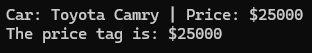 Car: Toyota Camry | Price: $25000
The price tag is: $25000